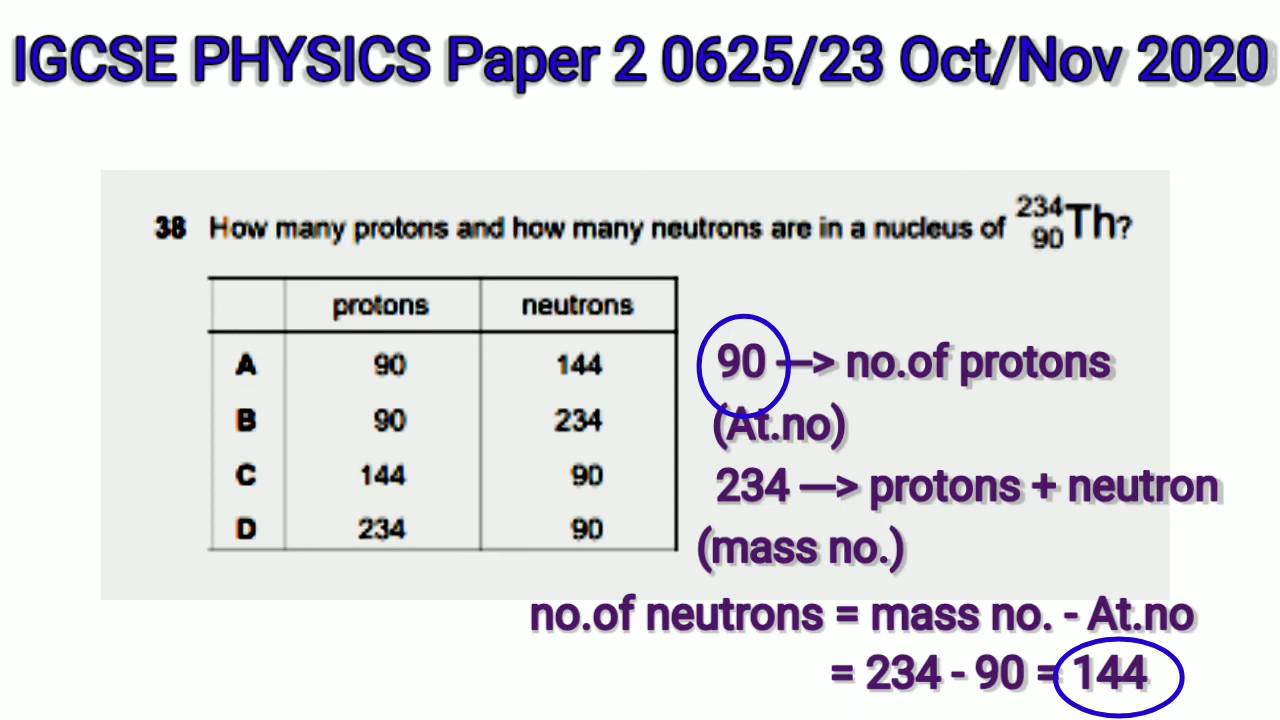 IGCSE PHYSICS Paper 2 0625/23 Oct/Nov 2020
38 How many protons and how many neutrons are in a nucleus of ²³⁴₉₀Th?
protons neutrons
A 90 144
B 90 234
C 144 90
D 234 90
90 —> no.of protons
(At.no)
234 —> protons + neutron
(mass no.)
no.of neutrons = mass no. - At.no
= 234 - 90 = 144